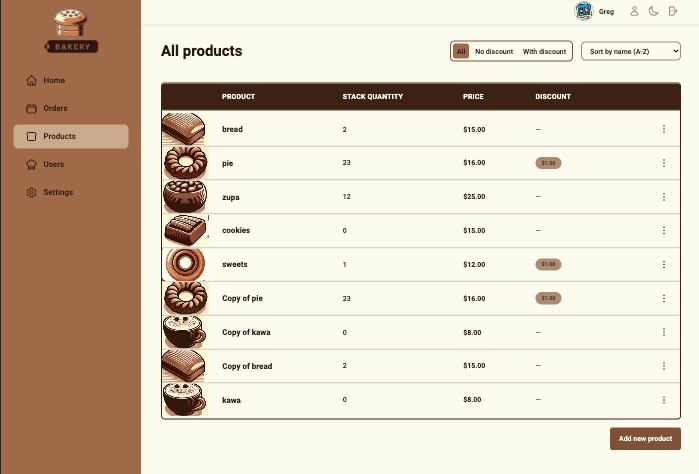 BAKERY
Greg
Home
Orders
Products
Users
Settings
All products
All No discount With discount
Sort by name (A-Z)
PRODUCT STACK QUANTITY PRICE DISCOUNT
bread 2 $15.00 –
pie 23 $16.00 $1.00
zupa 12 $25.00 –
cookies 0 $15.00 –
sweets 1 $12.00 $1.00
Copy of pie 23 $16.00 $1.00
Copy of kawa 0 $8.00 –
Copy of bread 2 $15.00 –
kawa 0 $8.00 –
Add new product